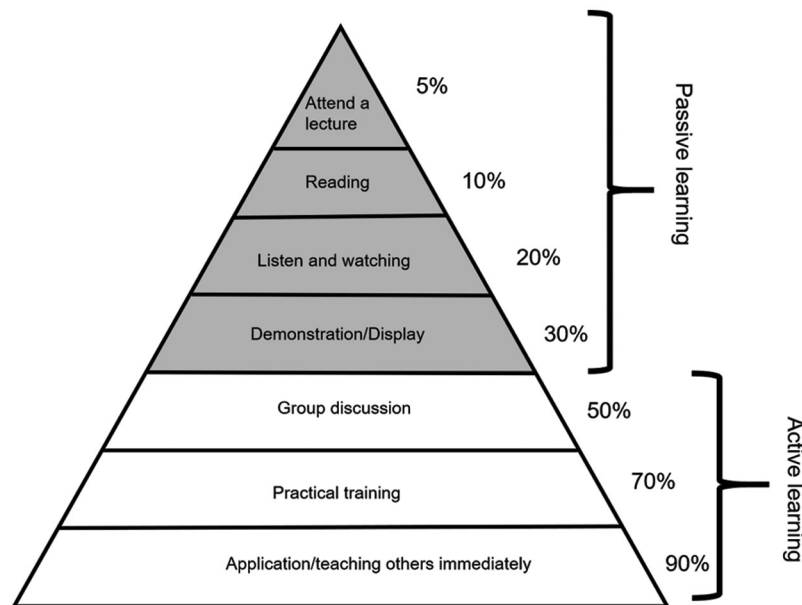 Attend a
lecture
5%
Reading
10%
Listen and watching
20%
Demonstration/Display
30%
Passive learning
Group discussion
50%
Practical training
70%
Application/teaching others immediately
90%
Active learning